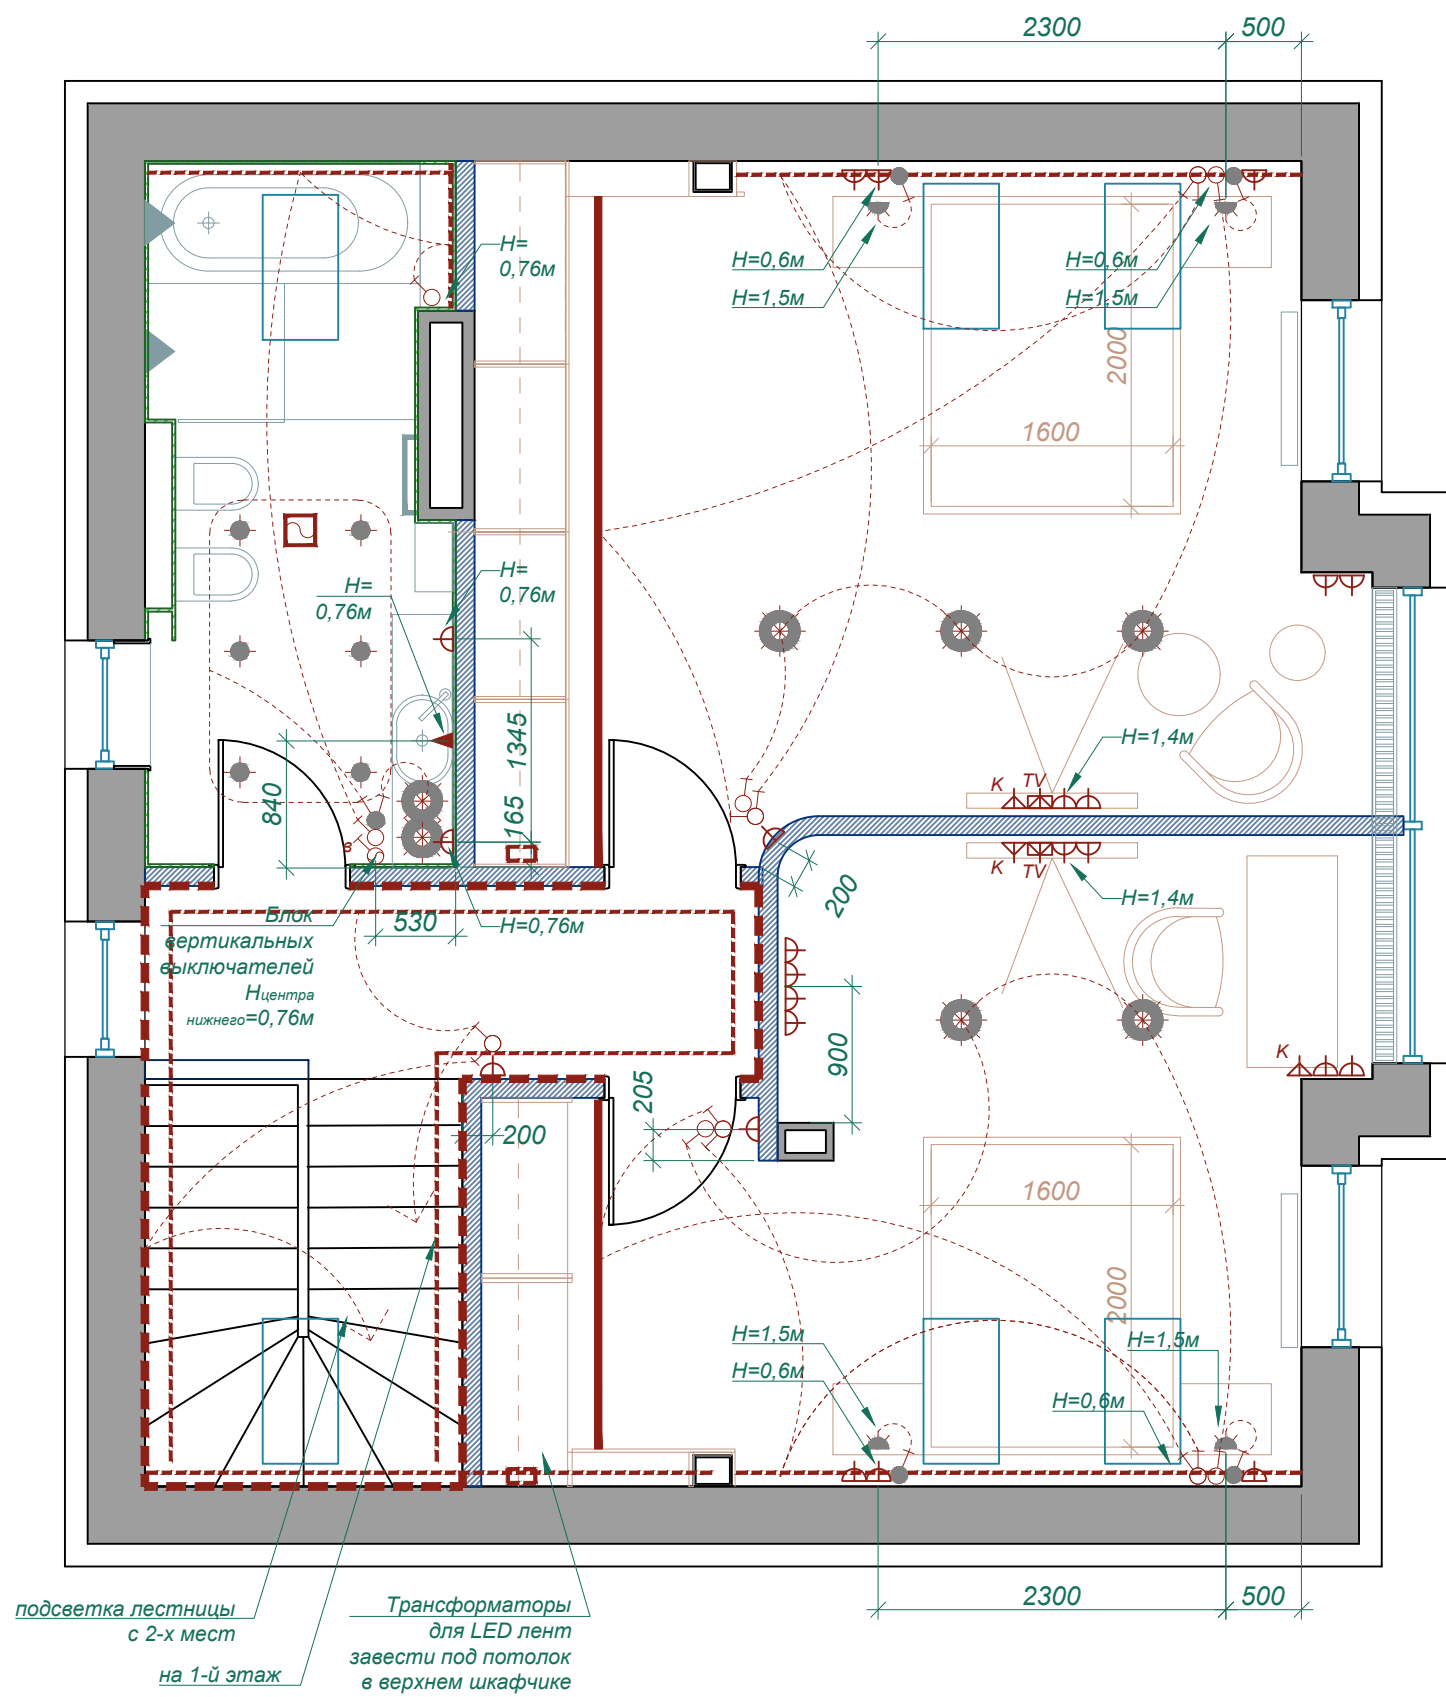 2300
500
H=
0,76м
H=0,6м
H=1,5м
H=0,6м
H=1,5м
2000
1600
H=
0,76м
H=
0,76м
1345
165
840
в
H=1,4м
K
TV
K
TV
H=1,4м
200
530
H=0,76м
Блок
вертикальных
выключателей
Нцентра
нижнего=0,76м
900
205
200
K
1600
2000
H=1,5м
H=0,6м
H=1,5м
H=0,6м
2300
500
подсветка лестницы
с 2-х мест
на 1-й этаж
Трансформаторы
для LED лент
завести под потолок
в верхнем шкафчике